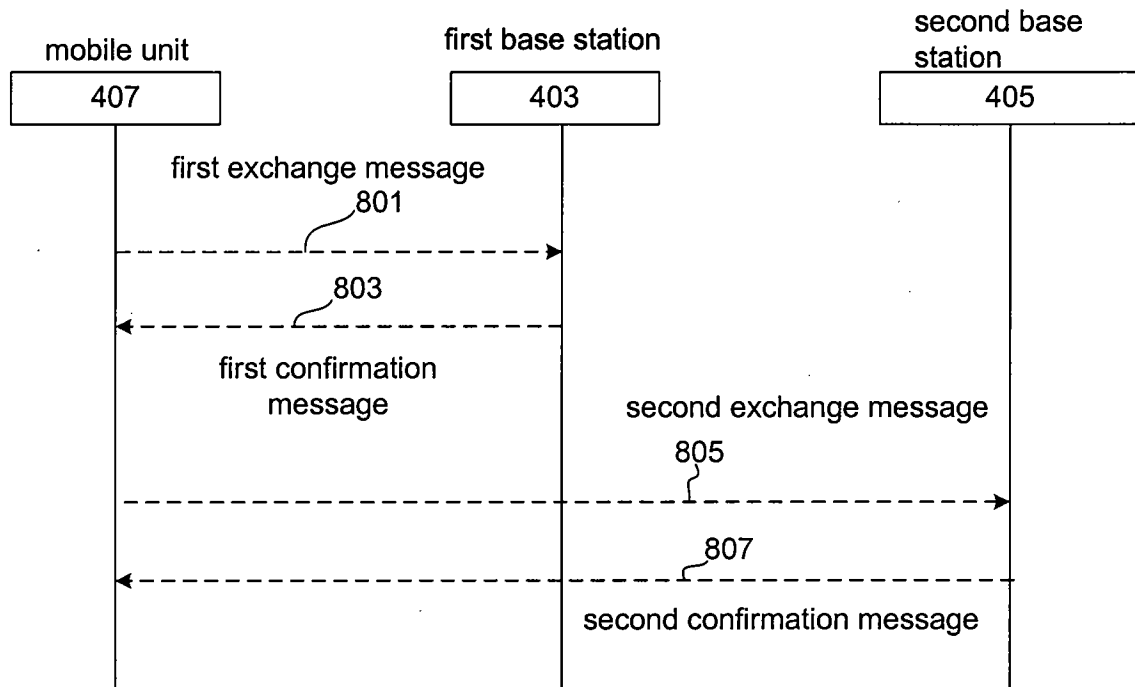 mobile unit
first base station
second base
station
407
403
405
first exchange message
801
803
first confirmation
message
second exchange message
805
807
second confirmation message